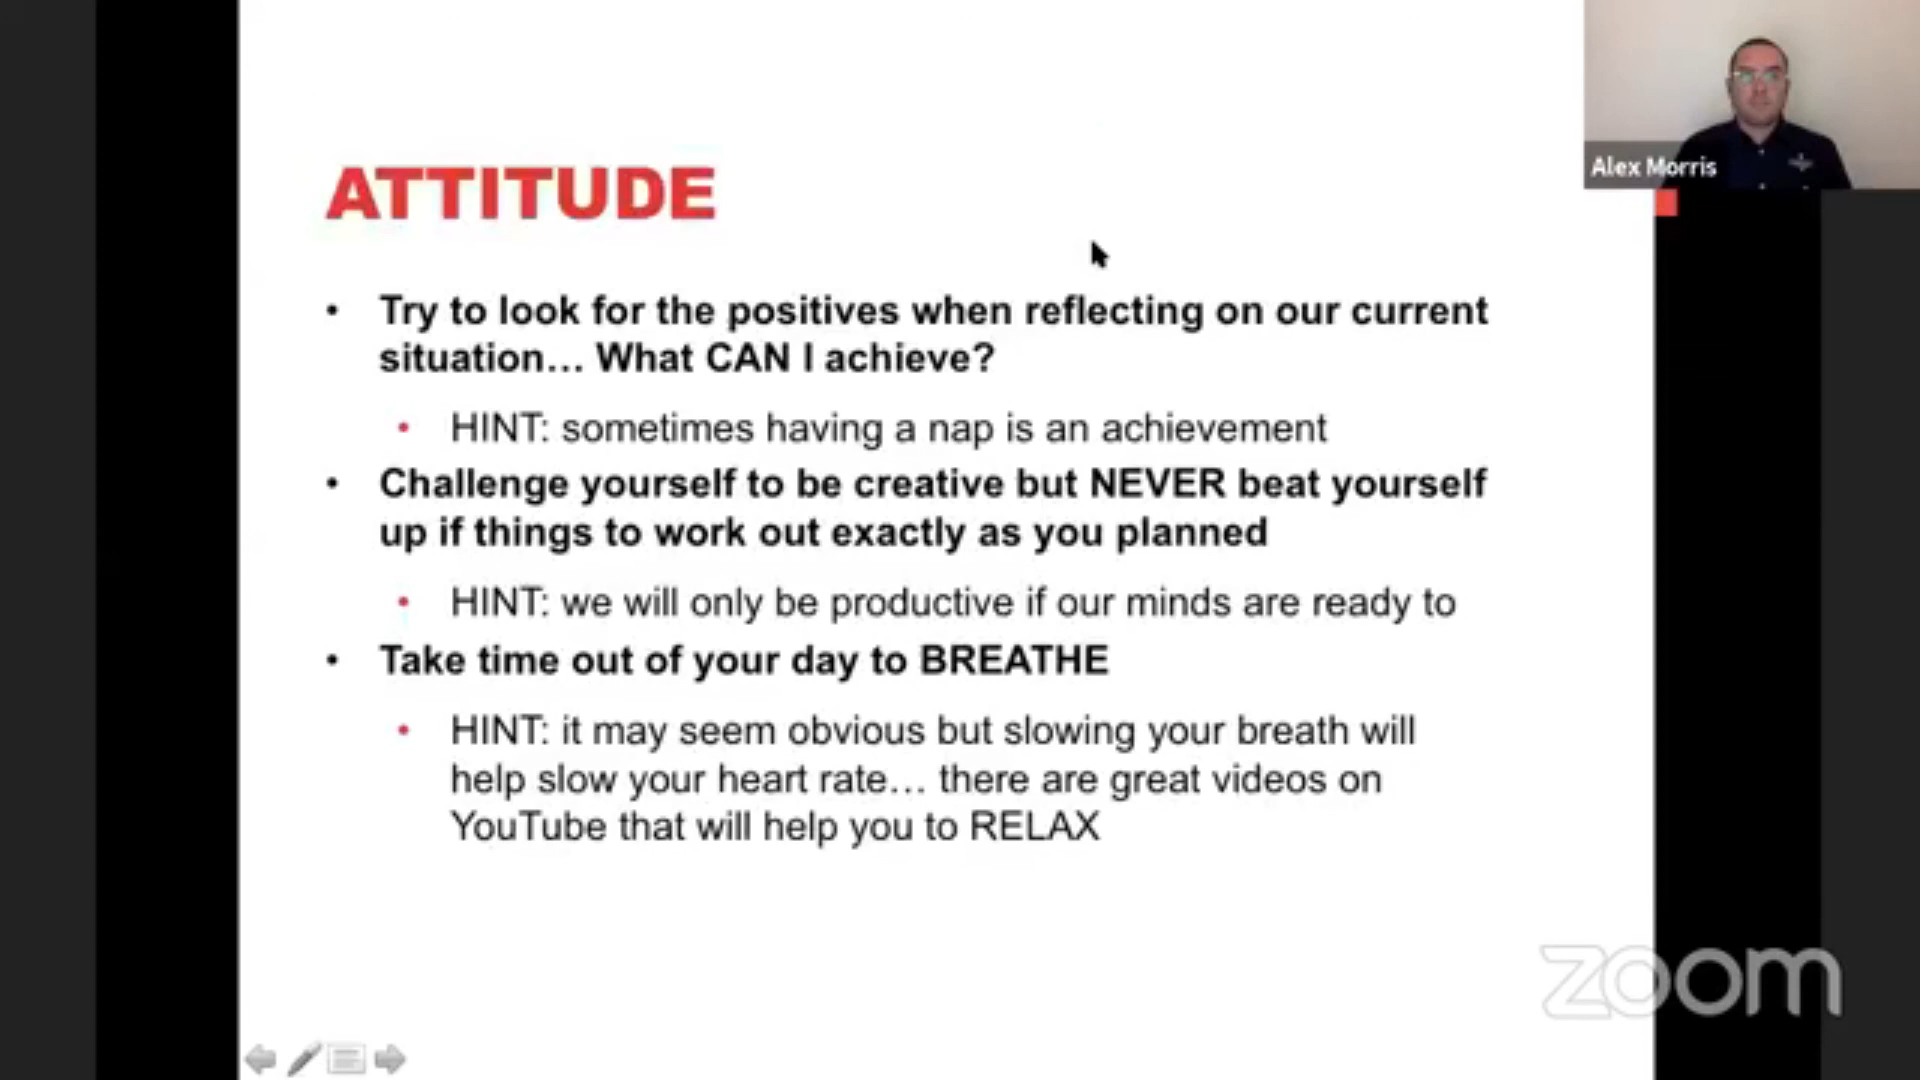 ATTITUDE
Alex Morris
• Try to look for the positives when reflecting on our current
situation... What CAN I achieve?
• HINT: sometimes having a nap is an achievement
• Challenge yourself to be creative but NEVER beat yourself
up if things to work out exactly as you planned
• HINT: we will only be productive if our minds are ready to
• Take time out of your day to BREATHE
• HINT: it may seem obvious but slowing your breath will
help slow your heart rate... there are great videos on
YouTube that will help you to RELAX
zoom